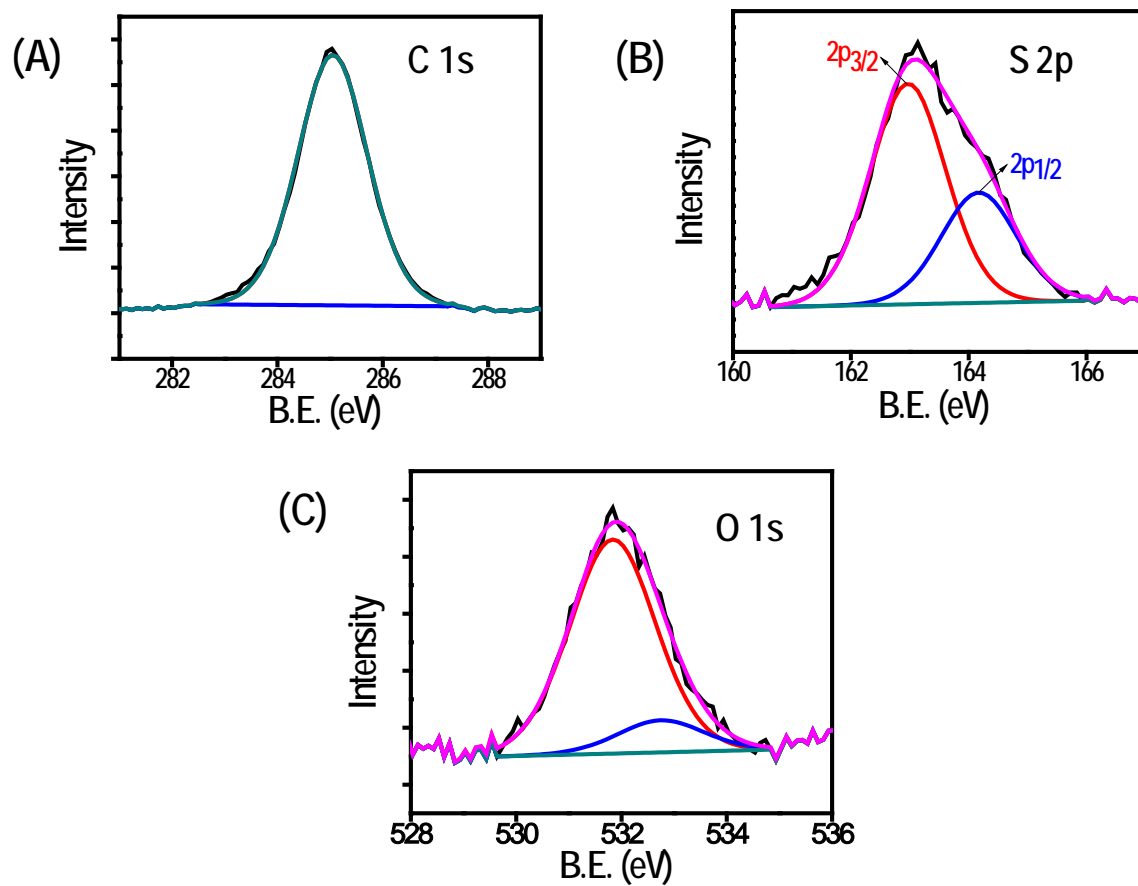 (A)
C 1s
Intensity
282 284 286 288
B.E. (eV)
(B)
S 2p
2p3/2
2p1/2
Intensity
160 162 164 166
B.E. (eV)
(C)
O 1s
Intensity
528 530 532 534 536
B.E. (eV)